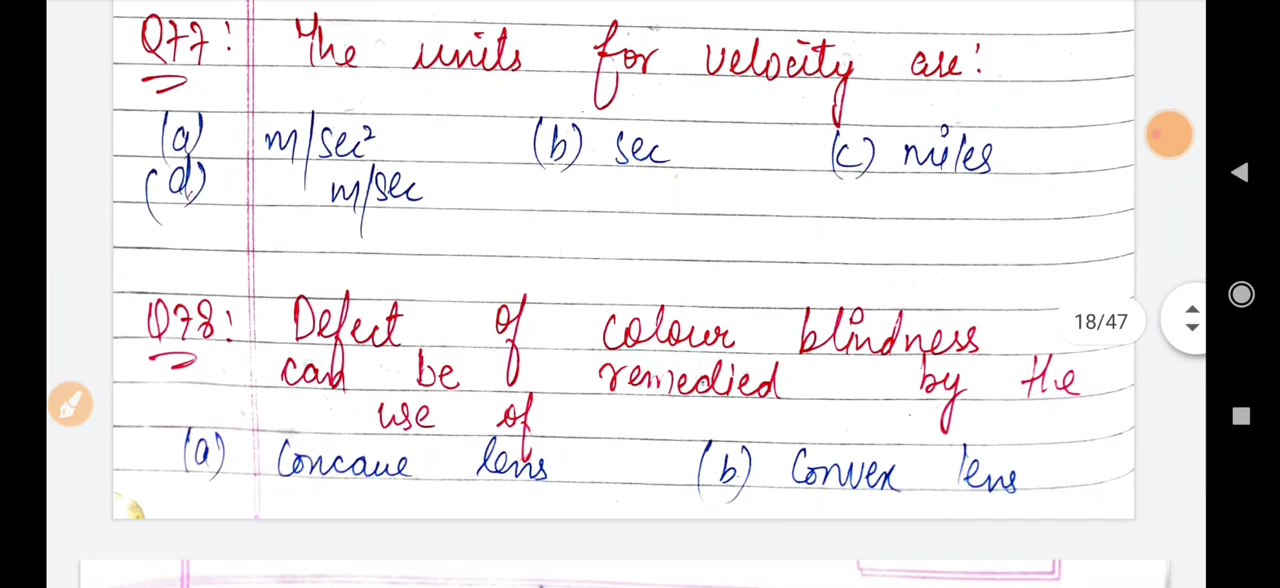 Q77: The units for velocity are:
(a) m/sec² (b) sec (c) miles
(d) m/sec
18/47
Q78: Defect of colour blindness
can be remedied by the
use of
(a) Concave lens (b) Convex lens